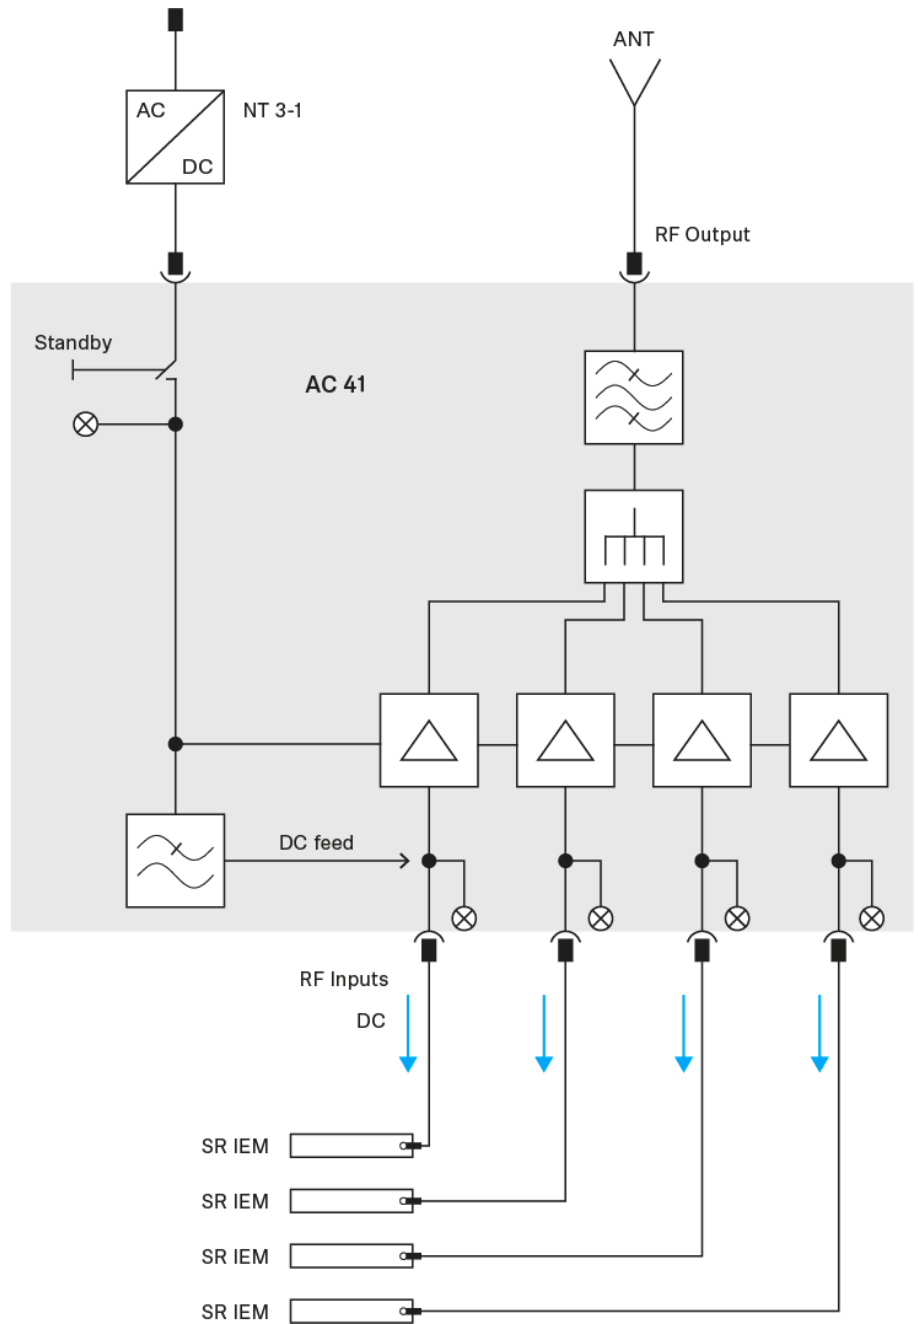 ANT
AC
NT 3-1
DC
RF Output
Standby
AC 41
DC feed
RF Inputs
DC
SR IEM
SR IEM
SR IEM
SR IEM